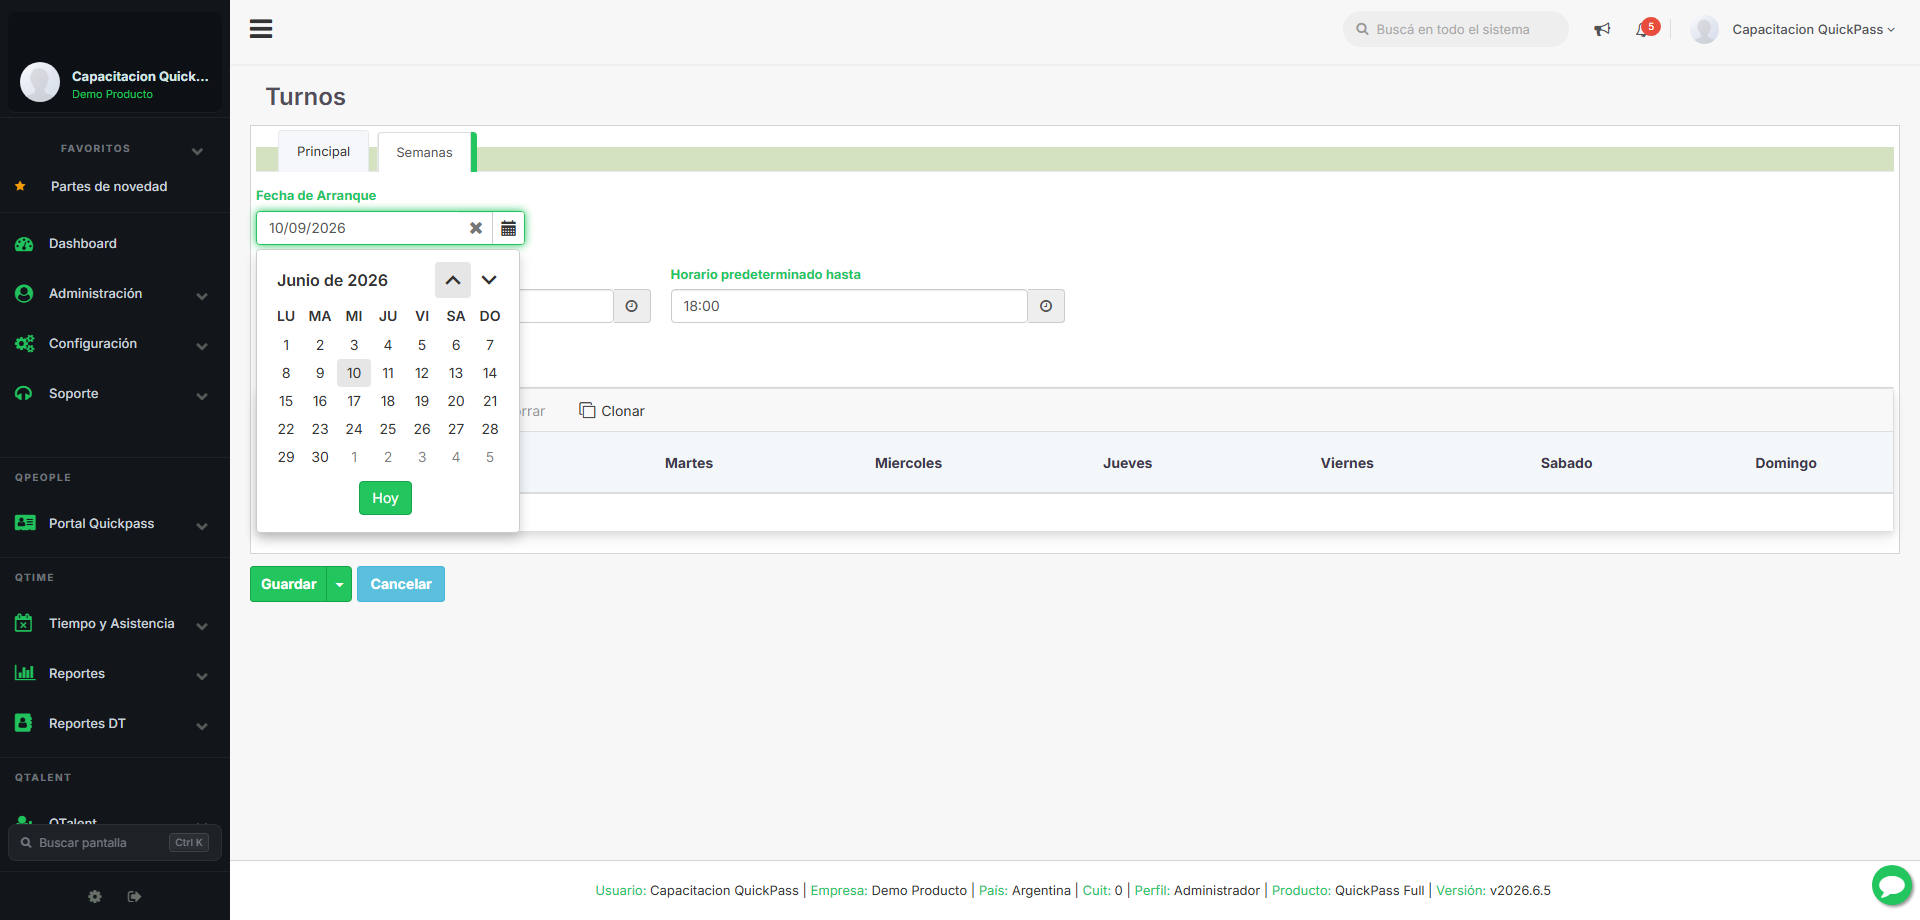 Capacitacion Quick...
Demo Producto
FAVORITOS
Partes de novedad
Dashboard
Administración
Configuración
Soporte
QPEOPLE
Portal Quickpass
QTIME
Tiempo y Asistencia
Reportes
Reportes DT
QTALENT
QTalent
Buscar pantalla
Ctrl K
Buscá en todo el sistema
5
Capacitacion QuickPass
Turnos
Principal
Semanas
Fecha de Arranque
10/09/2026
Junio de 2026
LU MA MI JU VI SA DO
1 2 3 4 5 6 7
8 9 10 11 12 13 14
15 16 17 18 19 20 21
22 23 24 25 26 27 28
29 30 1 2 3 4 5
Hoy
Horario predeterminado hasta
18:00
rrar
Clonar
Martes Miercoles Jueves Viernes Sabado Domingo
Guardar
Cancelar
Usuario: Capacitacion QuickPass | Empresa: Demo Producto | País: Argentina | Cuit: 0 | Perfil: Administrador | Producto: QuickPass Full | Versión: v2026.6.5